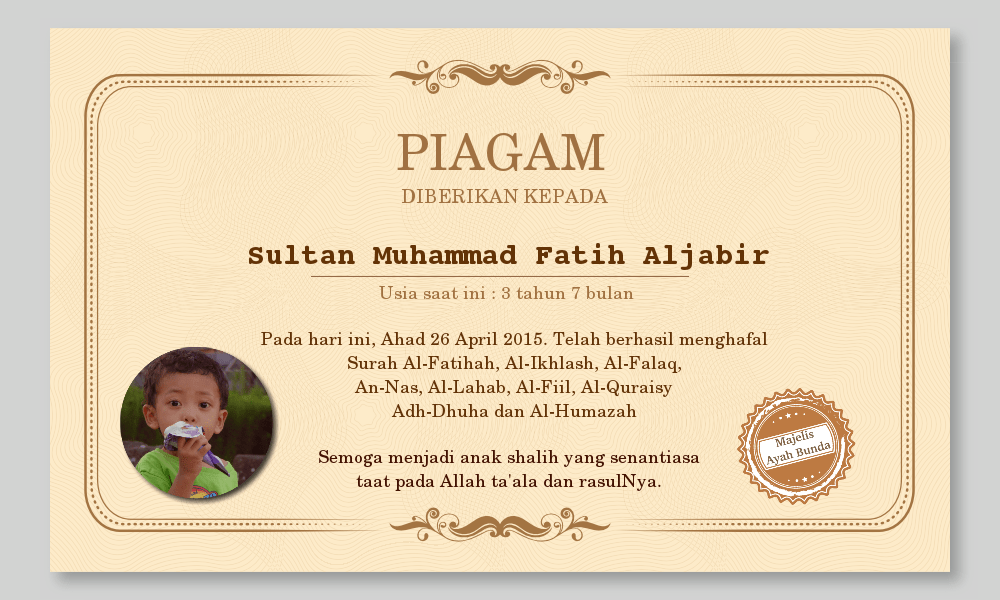 PIAGAM
DIBERIKAN KEPADA
Sultan Muhammad Fatih Aljabir
Usia saat ini : 3 tahun 7 bulan
Pada hari ini, Ahad 26 April 2015. Telah berhasil menghafal
Surah Al-Fatihah, Al-Ikhlash, Al-Falaq,
An-Nas, Al-Lahab, Al-Fiil, Al-Quraisy
Adh-Dhuha dan Al-Humazah
Semoga menjadi anak shalih yang senantiasa
taat pada Allah ta'ala dan rasulNya.
Majelis
Ayah Bunda